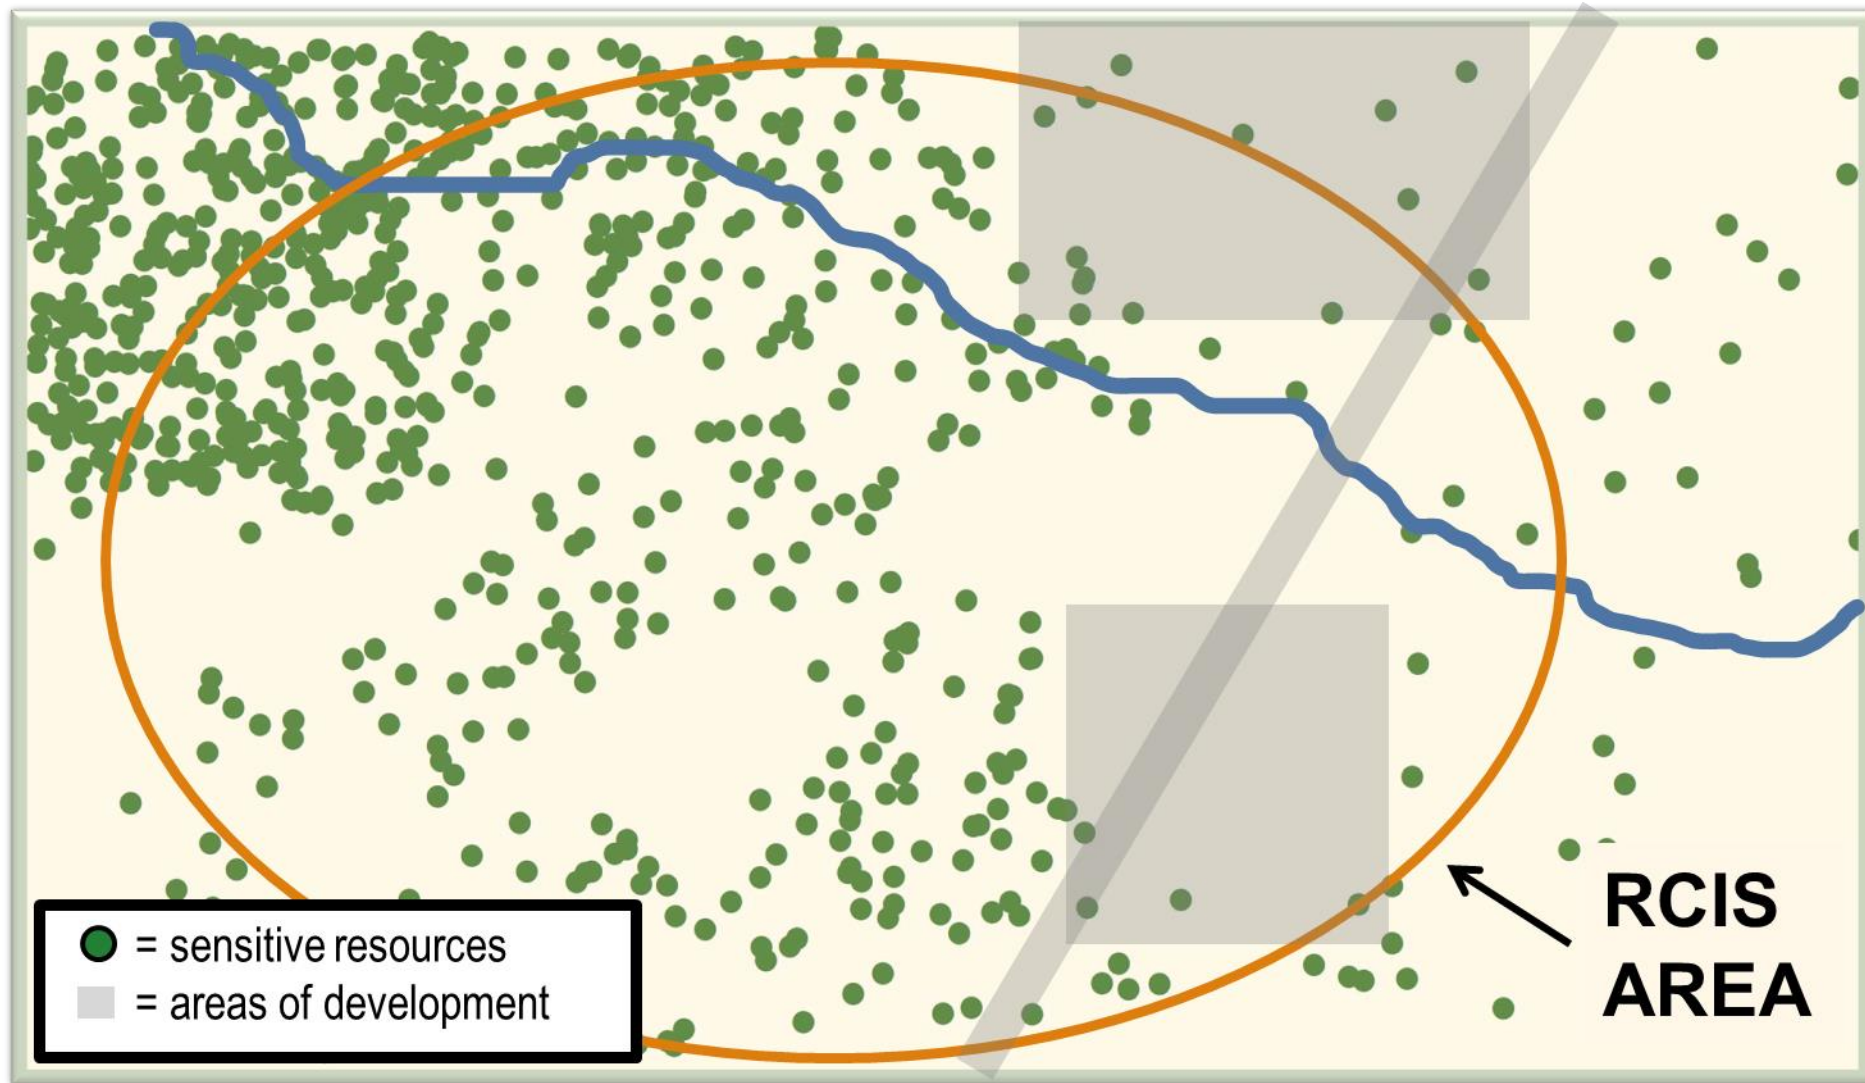 = sensitive resources
= areas of development
RCIS
AREA